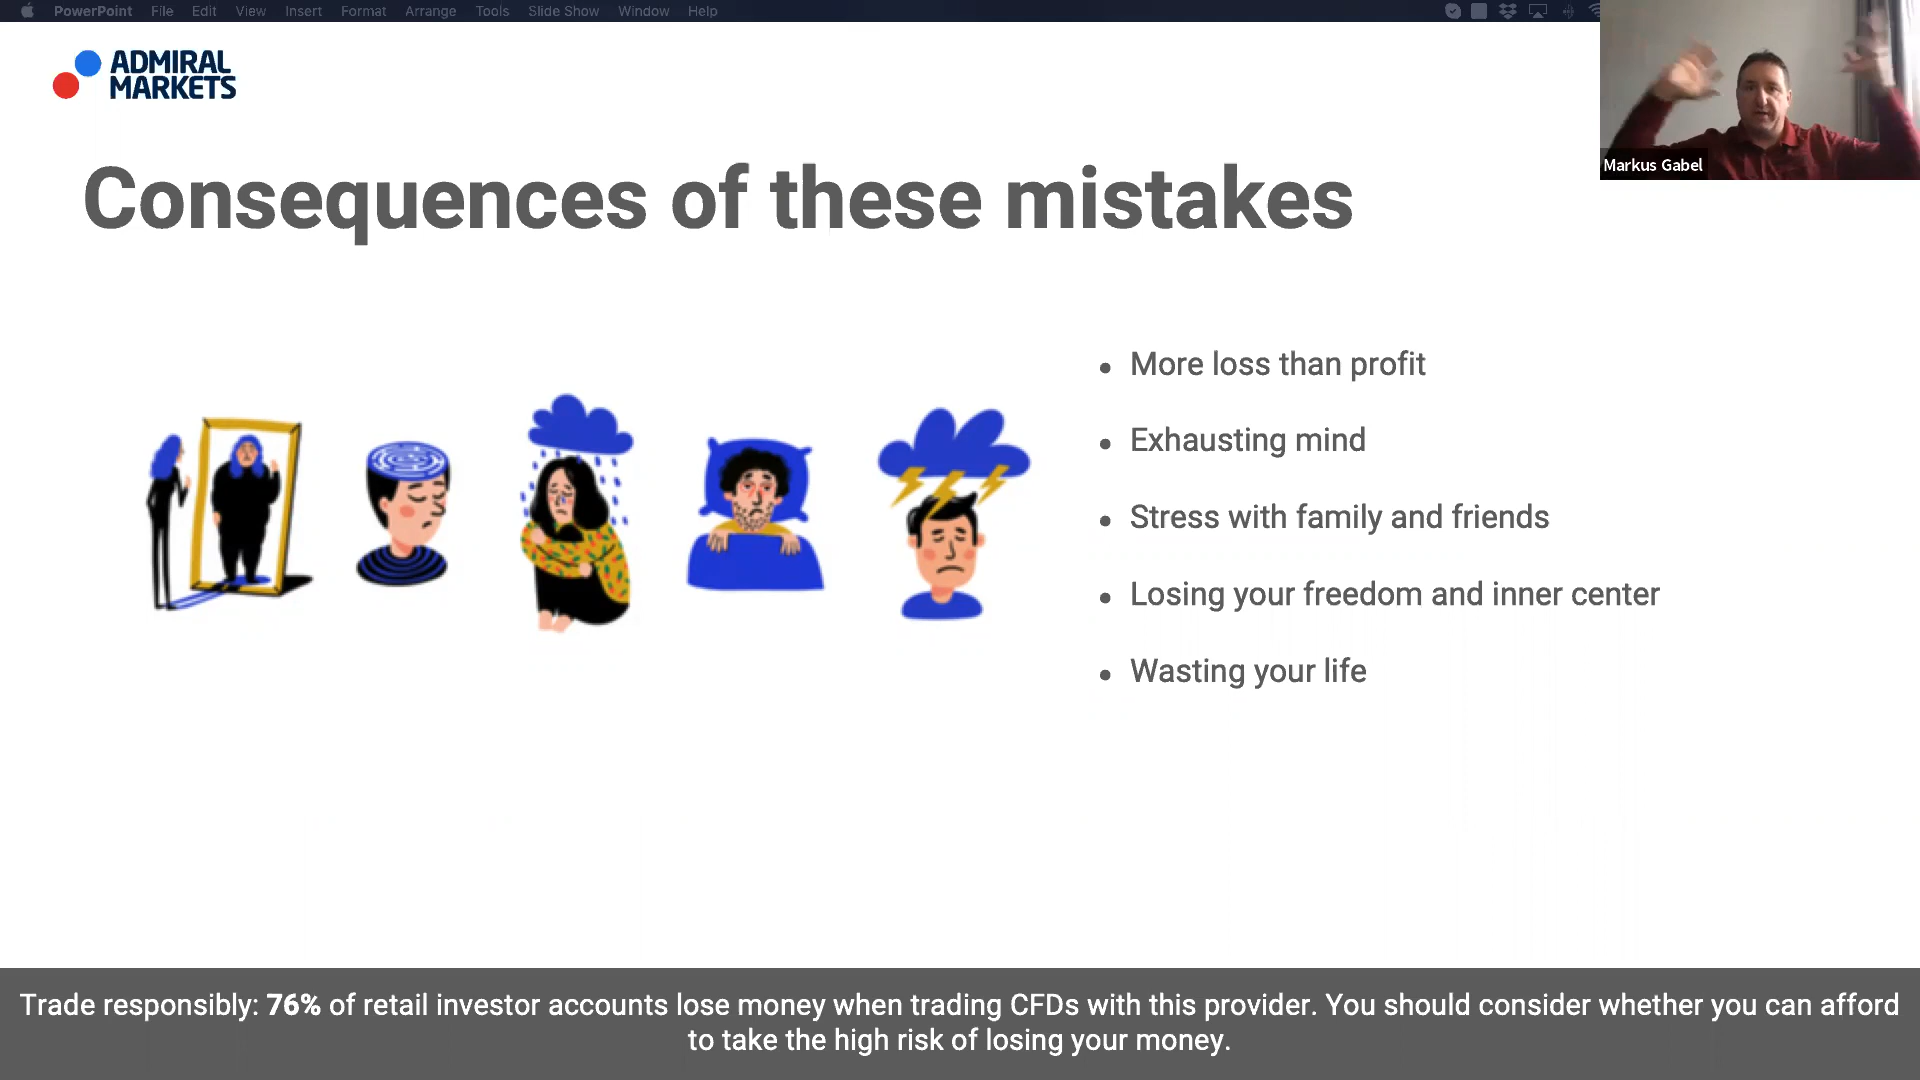 PowerPoint File Edit View Insert Format Arrange Tools Slide Show Window Help
ADMIRAL
MARKETS
Markus Gabel
Consequences of these mistakes
• More loss than profit
• Exhausting mind
• Stress with family and friends
• Losing your freedom and inner center
• Wasting your life
Trade responsibly: 76% of retail investor accounts lose money when trading CFDs with this provider. You should consider whether you can afford
to take the high risk of losing your money.